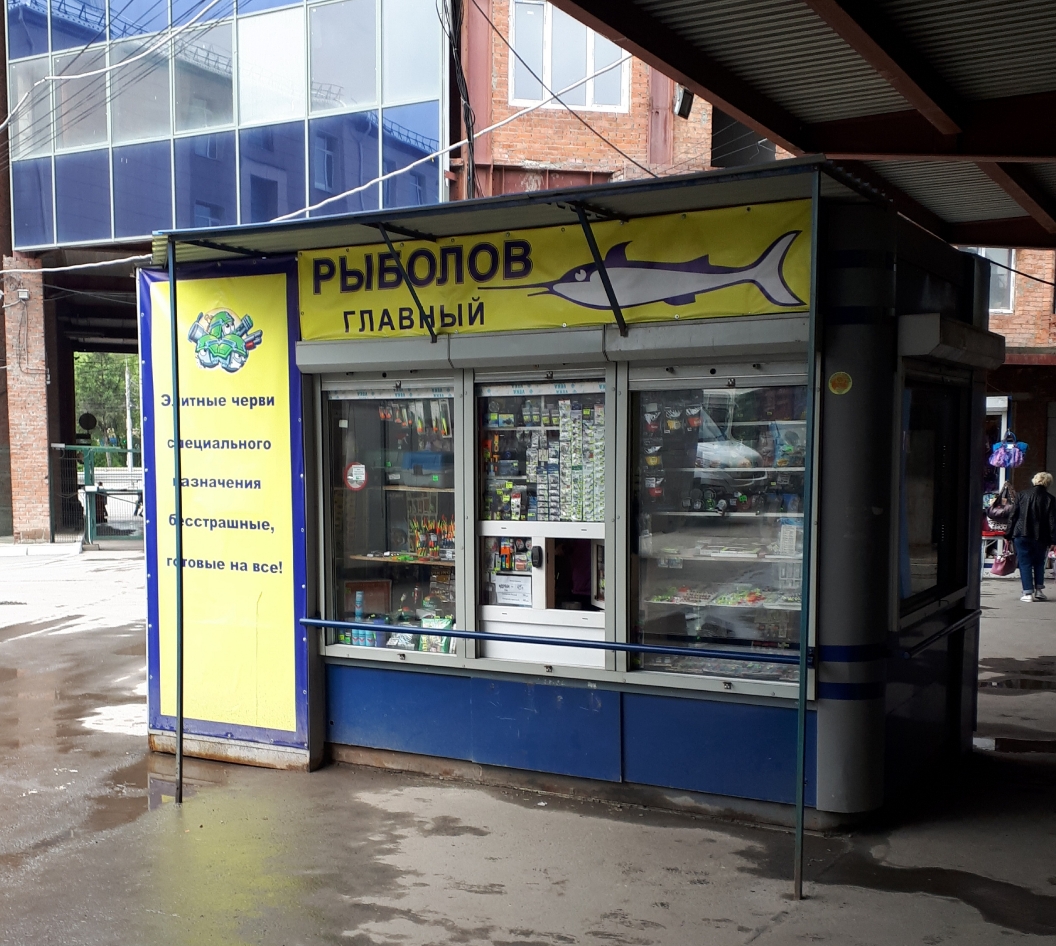 РЫБОЛОВ
ГЛАВНЫЙ
Элитные черви
специального
назначения
бесстрашные,
готовые на все!